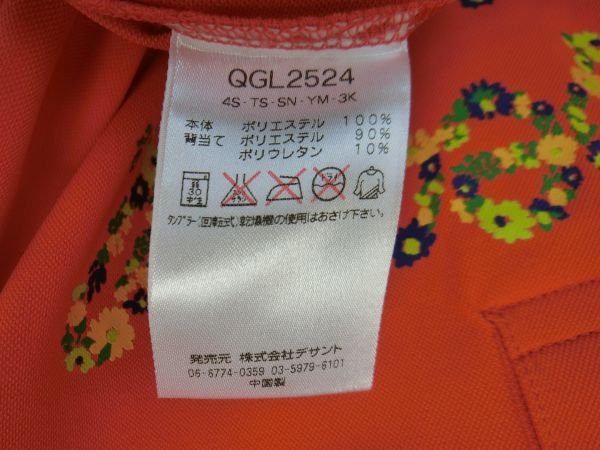 QGL2524
4S-TS-SN-YM-3K
本体 ポリエステル 100%
背当て ポリエステル 90%
ポリウレタン 10%
30
ドライ
タンブラー(回転式)乾燥機の使用はおさけ下さい。
発売元 株式会社デサント
06-6774-0359 03-5979-6101
中国製